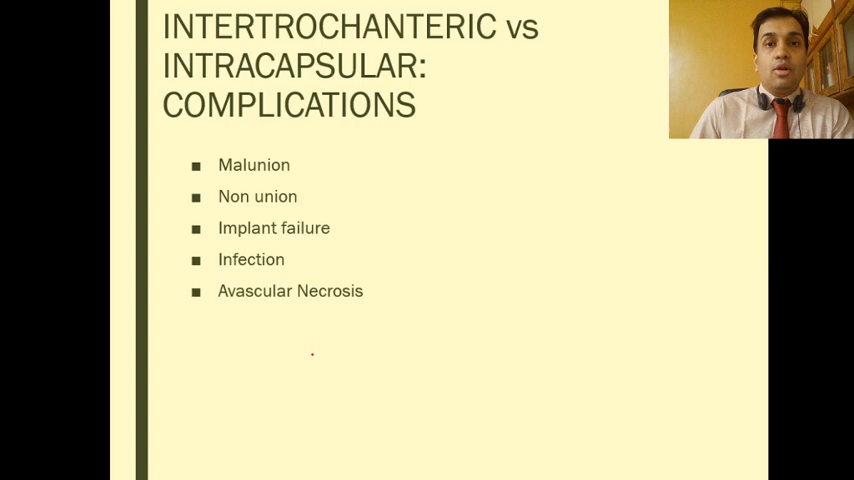 INTERTROCHANTERIC vs
INTRACAPSULAR:
COMPLICATIONS
■ Malunion
■ Non union
■ Implant failure
■ Infection
■ Avascular Necrosis